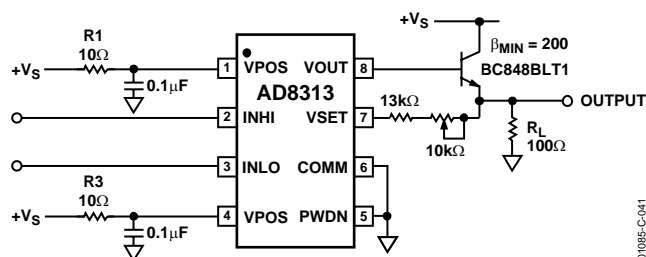 +VS
R1
10Ω
+VS
0.1μF
1 VPOS VOUT 8
AD8313
2 INHI VSET 7
3 INLO COMM 6
4 VPOS PWDN 5
βMIN = 200
BC848BLT1
13kΩ
10kΩ
OUTPUT
RL
100Ω
R3
10Ω
+VS
0.1μF
01085-C-041